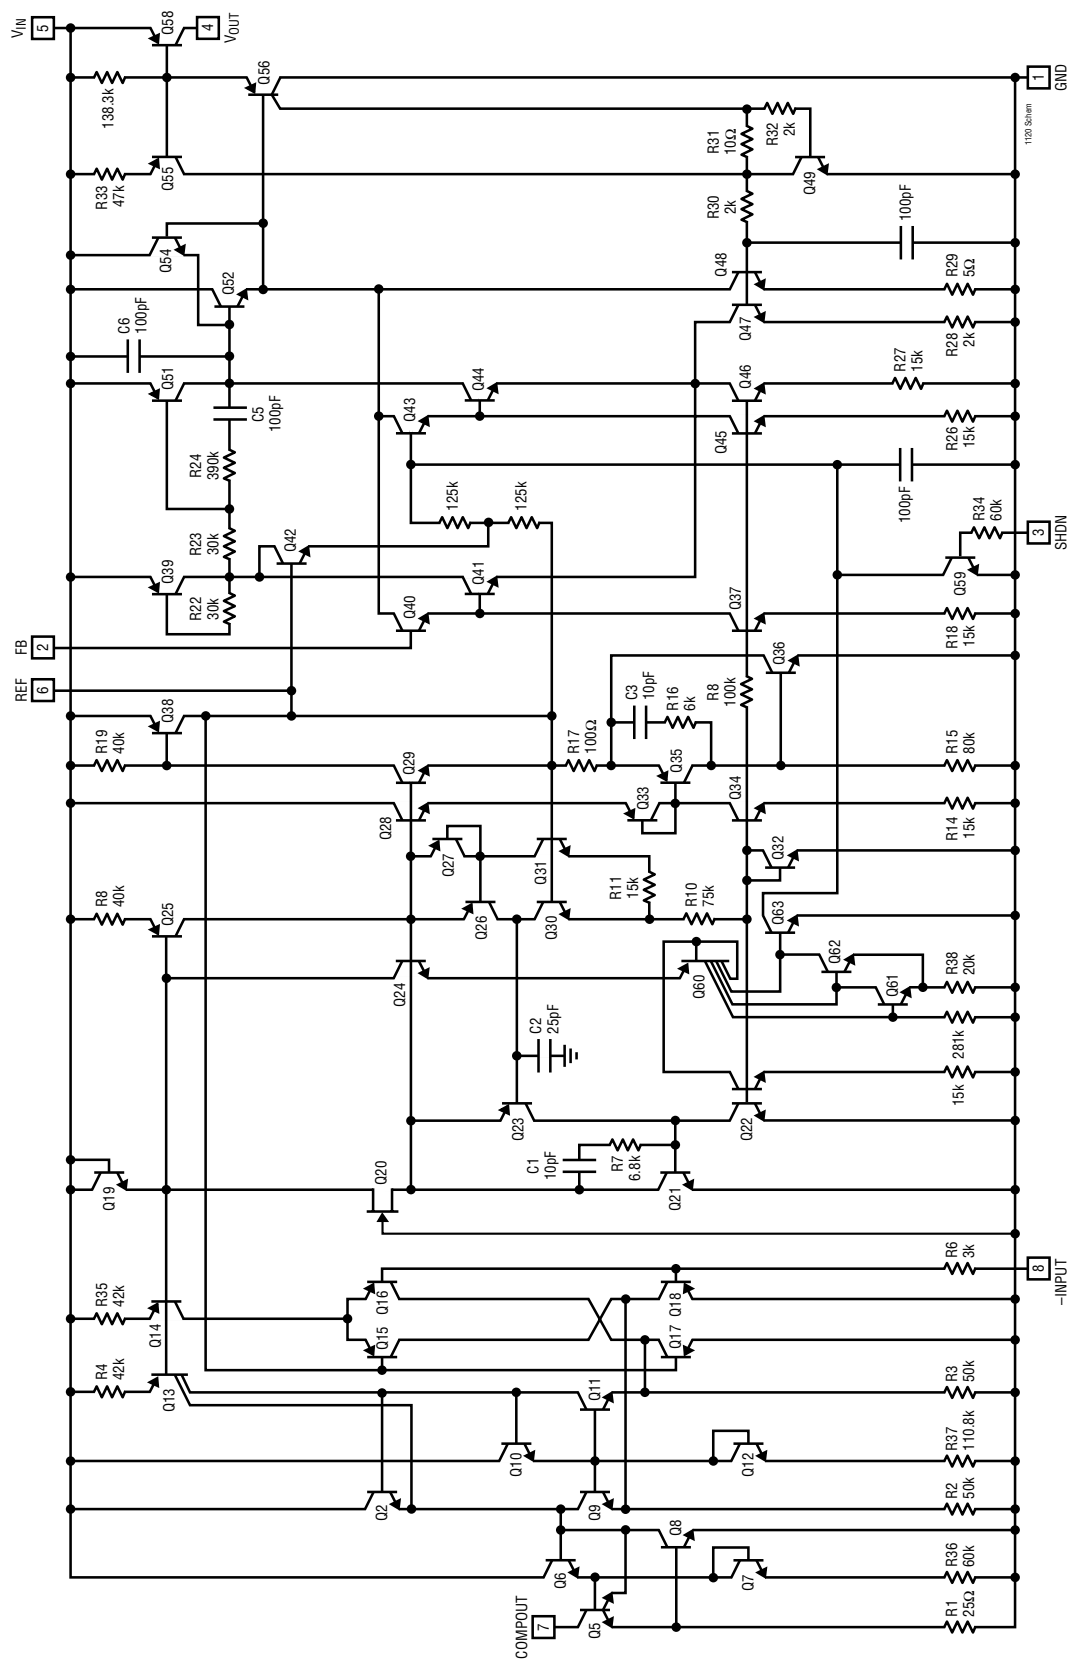 VIN
5
4
VOUT
Q58
138.3k
Q56
R33
47k
Q55
R31
10Ω
R32
2k
Q49
1
GND
1120 Schem
R30
2k
Q54
Q52
C6
100pF
Q51
C5
100pF
R24
390k
Q48
Q47
100pF
R29
5Ω
R28
2k
Q44
Q43
Q46
Q45
R27
15k
R26
15k
100pF
125k
125k
R23
30k
Q42
Q39
R22
30k
Q41
Q40
Q37
R34
60k
3
SHDN
Q59
R18
15k
FB
2
REF
6
Q38
R19
40k
Q29
Q28
R17
100Ω
C3
10pF
R16
6k
R8
100k
Q36
Q35
Q33
Q34
R15
80k
R14
15k
Q27
Q31
R11
15k
Q32
R8
40k
Q25
Q26
Q30
R10
75k
Q63
Q24
Q60
Q62
Q61
R38
20k
C2
25pF
281k
15k
Q23
Q22
C1
10pF
R7
6.8k
Q19
Q20
Q21
R6
3k
8
–INPUT
R35
42k
Q14
Q16
Q15
Q18
Q17
R4
42k
Q13
Q11
R3
50k
Q10
Q12
R37
110.8k
Q2
Q9
R2
50k
Q8
Q6
Q7
R36
60k
COMPOUT
7
Q5
R1
25Ω